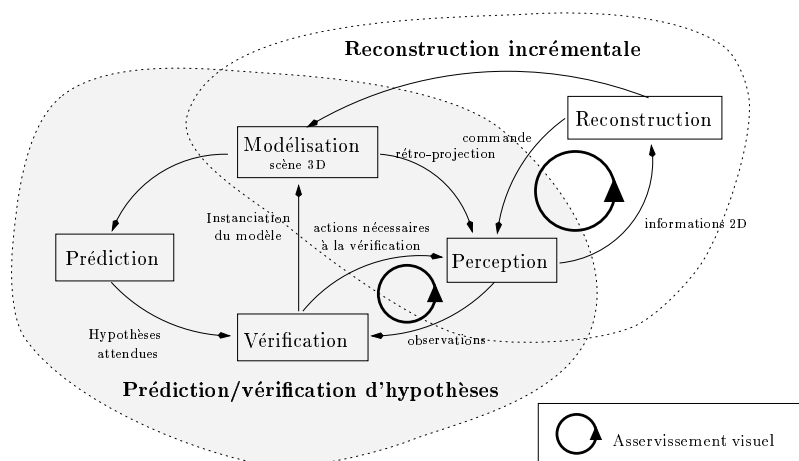 Reconstruction incrémentale
Reconstruction
commande
Modélisation
scène 3D
rétro-projection
Instanciation
du modèle
actions nécessaires
à la vérification
informations 2D
Prédiction
Perception
Hypothèses
attendues
Vérification
observations
Prédiction/vérification d'hypothèses
Asservissement visuel